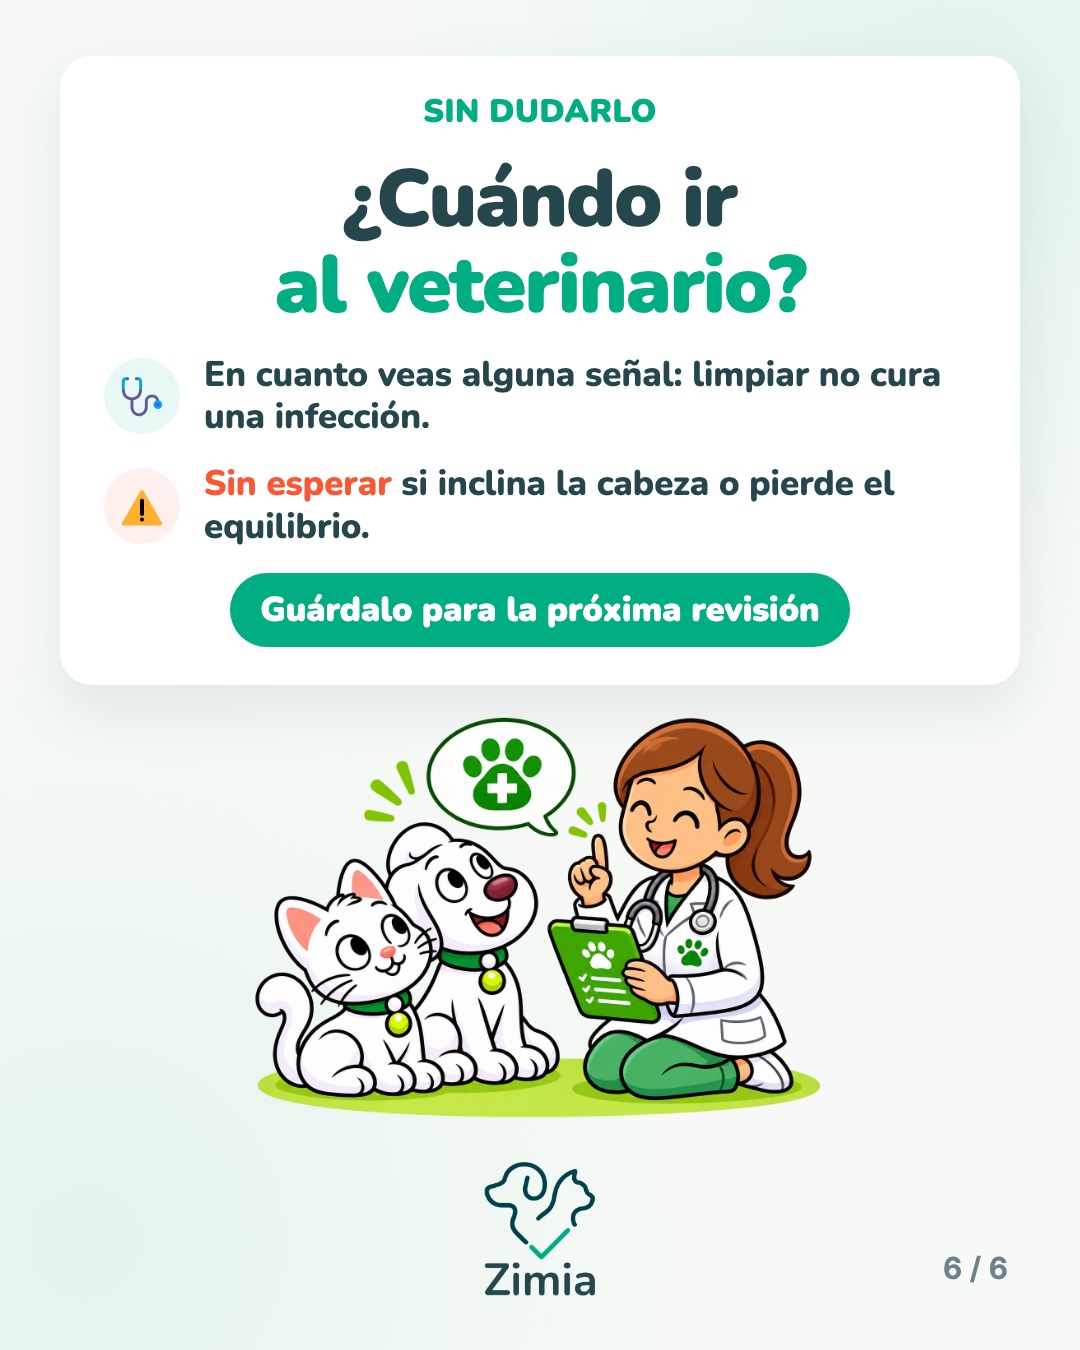 SIN DUDARLO
¿Cuándo ir
al veterinario?
En cuanto veas alguna señal: limpiar no cura
una infección.
Sin esperar si inclina la cabeza o pierde el
equilibrio.
Guárdalo para la próxima revisión
Zimia
6 / 6